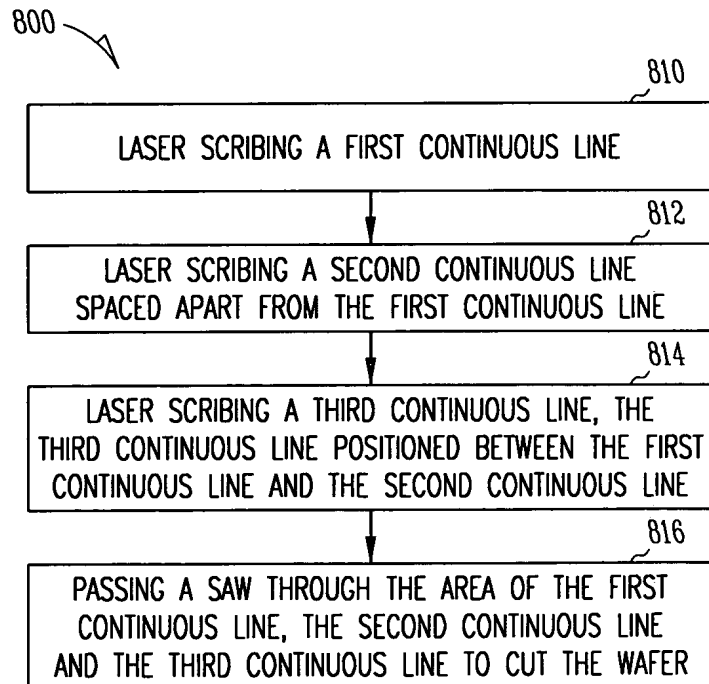 800
810
LASER SCRIBING A FIRST CONTINUOUS LINE
812
LASER SCRIBING A SECOND CONTINUOUS LINE
SPACED APART FROM THE FIRST CONTINUOUS LINE
814
LASER SCRIBING A THIRD CONTINUOUS LINE, THE
THIRD CONTINUOUS LINE POSITIONED BETWEEN THE FIRST
CONTINUOUS LINE AND THE SECOND CONTINUOUS LINE
816
PASSING A SAW THROUGH THE AREA OF THE FIRST
CONTINUOUS LINE, THE SECOND CONTINUOUS LINE
AND THE THIRD CONTINUOUS LINE TO CUT THE WAFER